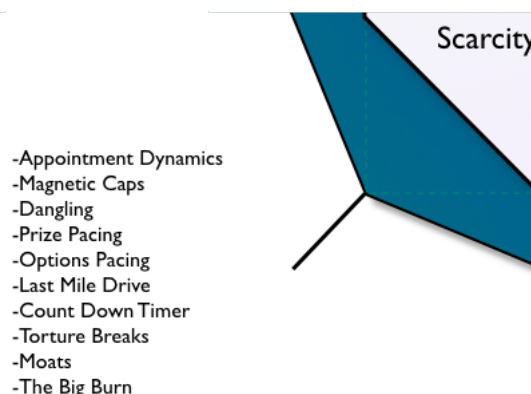 Scarcity
-Appointment Dynamics
-Magnetic Caps
-Dangling
-Prize Pacing
-Options Pacing
-Last Mile Drive
-Count Down Timer
-Torture Breaks
-Moats
-The Big Burn